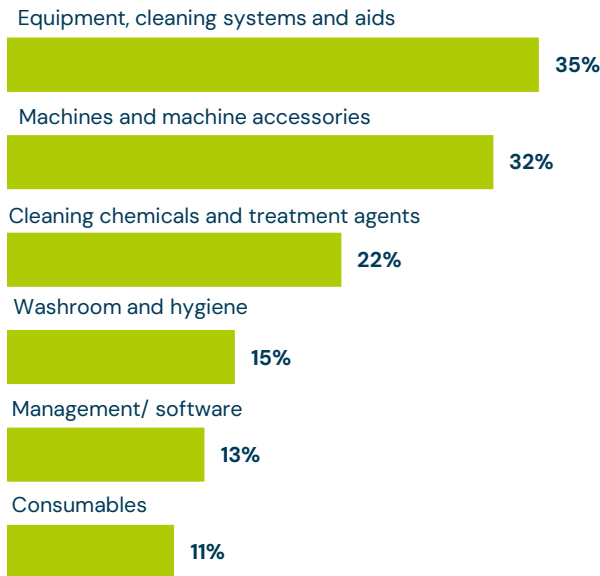 Equipment, cleaning systems and aids
35%
Machines and machine accessories
32%
Cleaning chemicals and treatment agents
22%
Washroom and hygiene
15%
Management/ software
13%
Consumables
11%